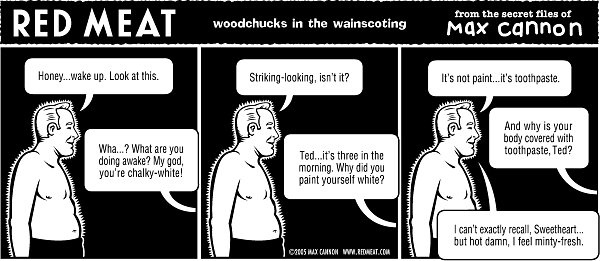 RED MEAT
woodchucks in the wainscoting
from the secret files of
max cannon
Honey...wake up. Look at this.
Wha...? What are you
doing awake? My god,
you're chalky-white!
Striking-looking, isn't it?
Ted...it's three in the
morning. Why did you
paint yourself white?
©2005 MAX CANNON WWW.REDMEAT.COM
It's not paint...it's toothpaste.
And why is your
body covered with
toothpaste, Ted?
I can't exactly recall, Sweetheart...
but hot damn, I feel minty-fresh.